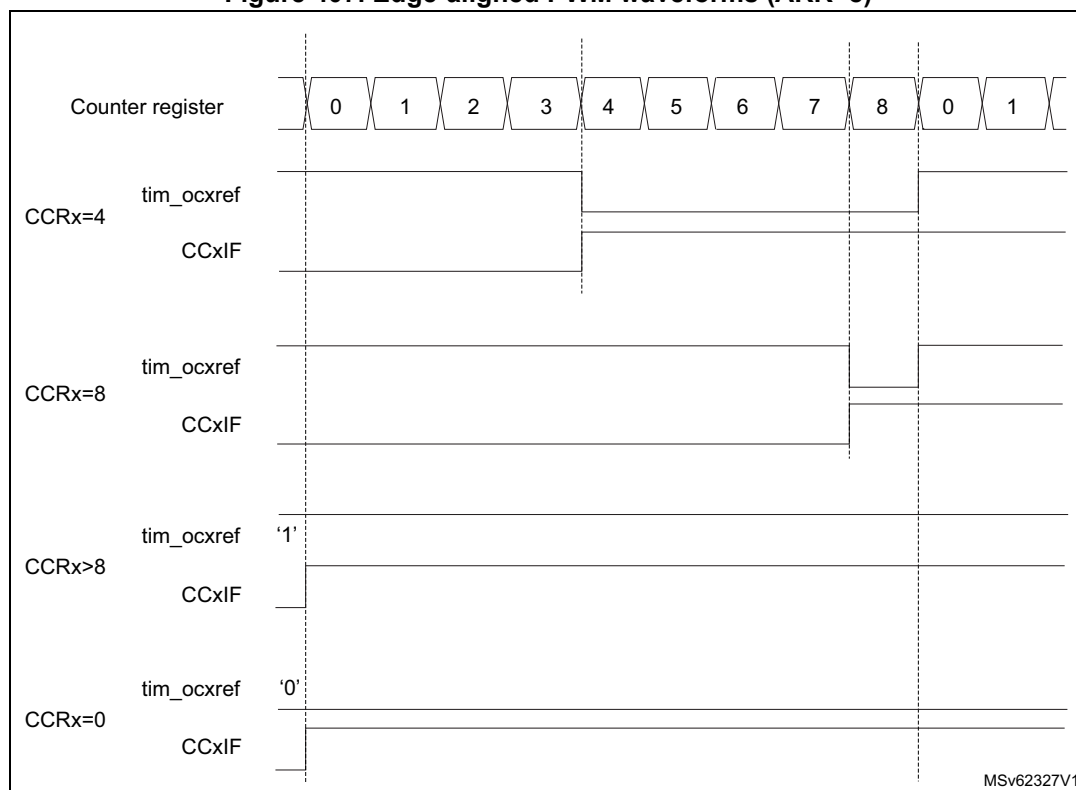 Counter register 0 1 2 3 4 5 6 7 8 0 1
tim_ocxref
CCRx=4
CCxIF
tim_ocxref
CCRx=8
CCxIF
tim_ocxref ‘1’
CCRx>8
CCxIF
tim_ocxref ‘0’
CCRx=0
CCxIF
MSv62327V1